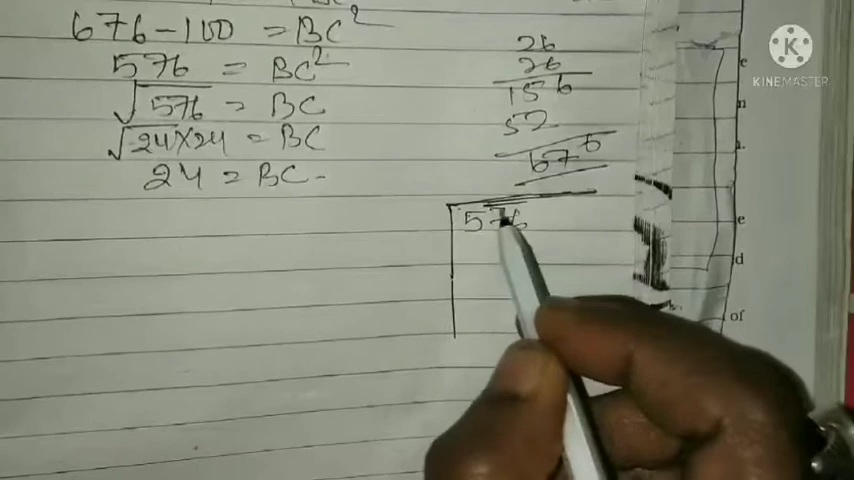 676 - 100 = BC²
576 = BC²
√576 = BC
√24×24 = BC
24 = BC -
26
26
156
52
676
576
K
KINEMASTER
e
n
h.
e
d
of